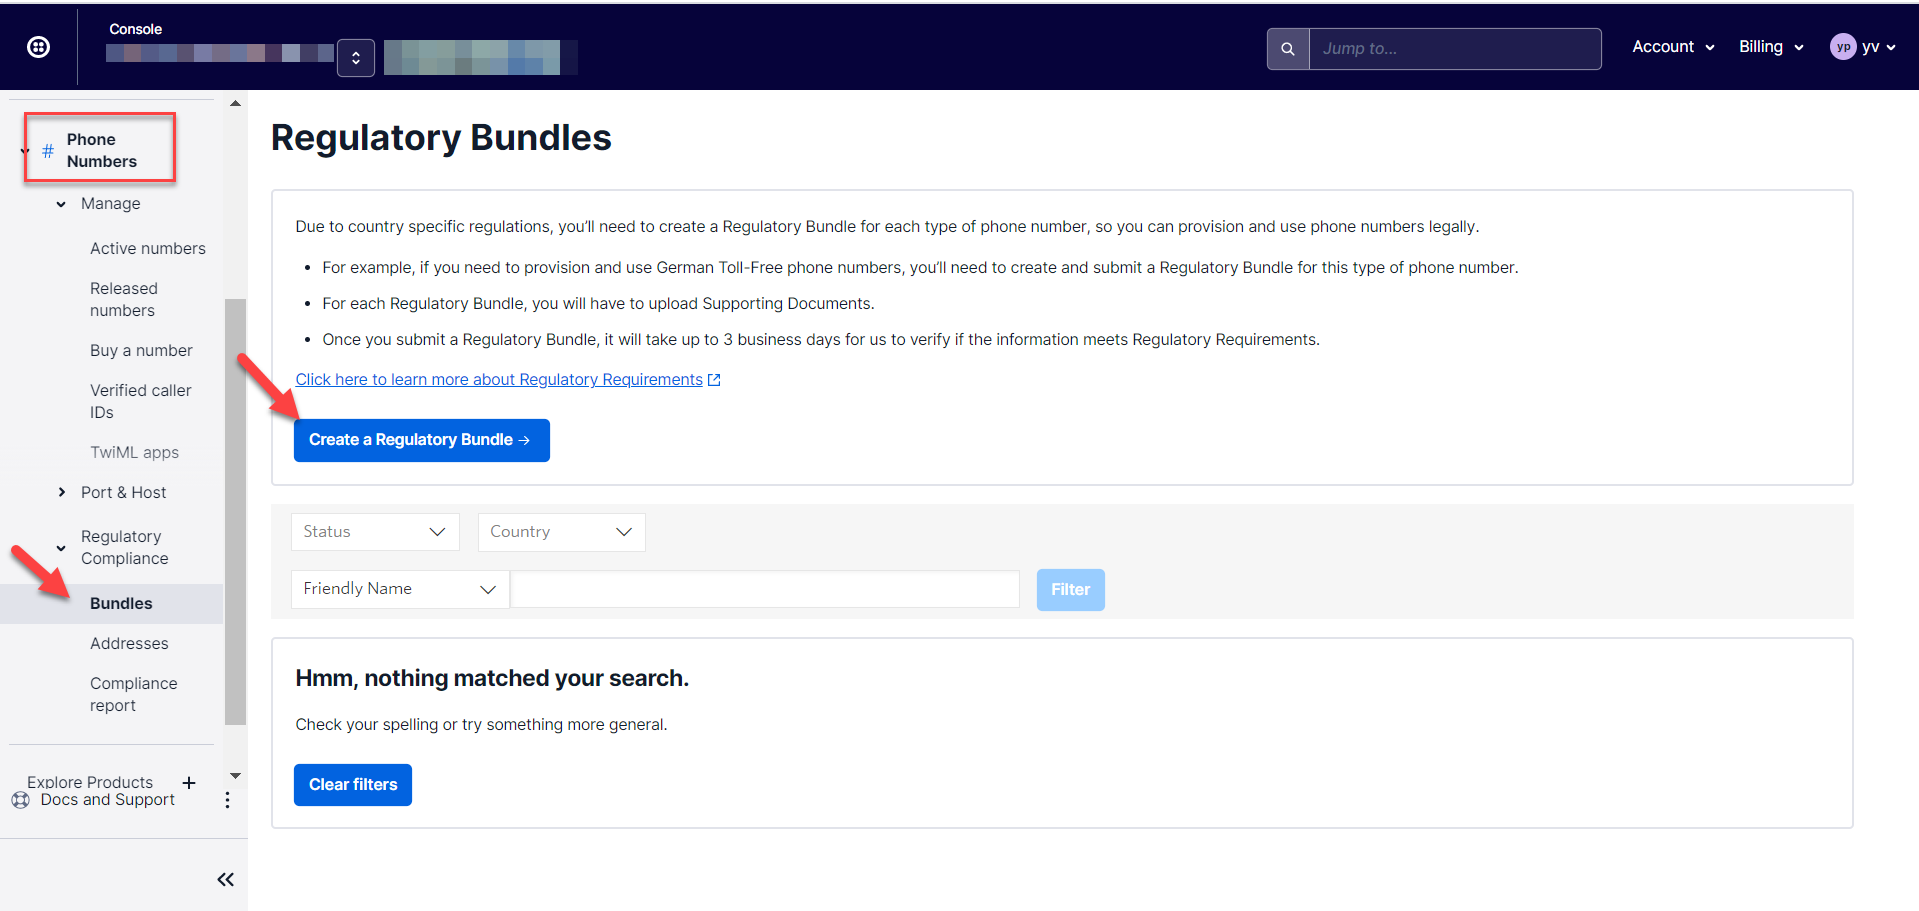 Console
Jump to...
Account
Billing
yp
yv
# Phone
Numbers
Manage
Active numbers
Released
numbers
Buy a number
Verified caller
IDs
TwiML apps
Port & Host
Regulatory
Compliance
Bundles
Addresses
Compliance
report
Explore Products +
Docs and Support
Regulatory Bundles
Due to country specific regulations, you'll need to create a Regulatory Bundle for each type of phone number, so you can provision and use phone numbers legally.
• For example, if you need to provision and use German Toll-Free phone numbers, you'll need to create and submit a Regulatory Bundle for this type of phone number.
• For each Regulatory Bundle, you will have to upload Supporting Documents.
• Once you submit a Regulatory Bundle, it will take up to 3 business days for us to verify if the information meets Regulatory Requirements.
Click here to learn more about Regulatory Requirements
Create a Regulatory Bundle →
Status
Country
Friendly Name
Filter
Hmm, nothing matched your search.
Check your spelling or try something more general.
Clear filters